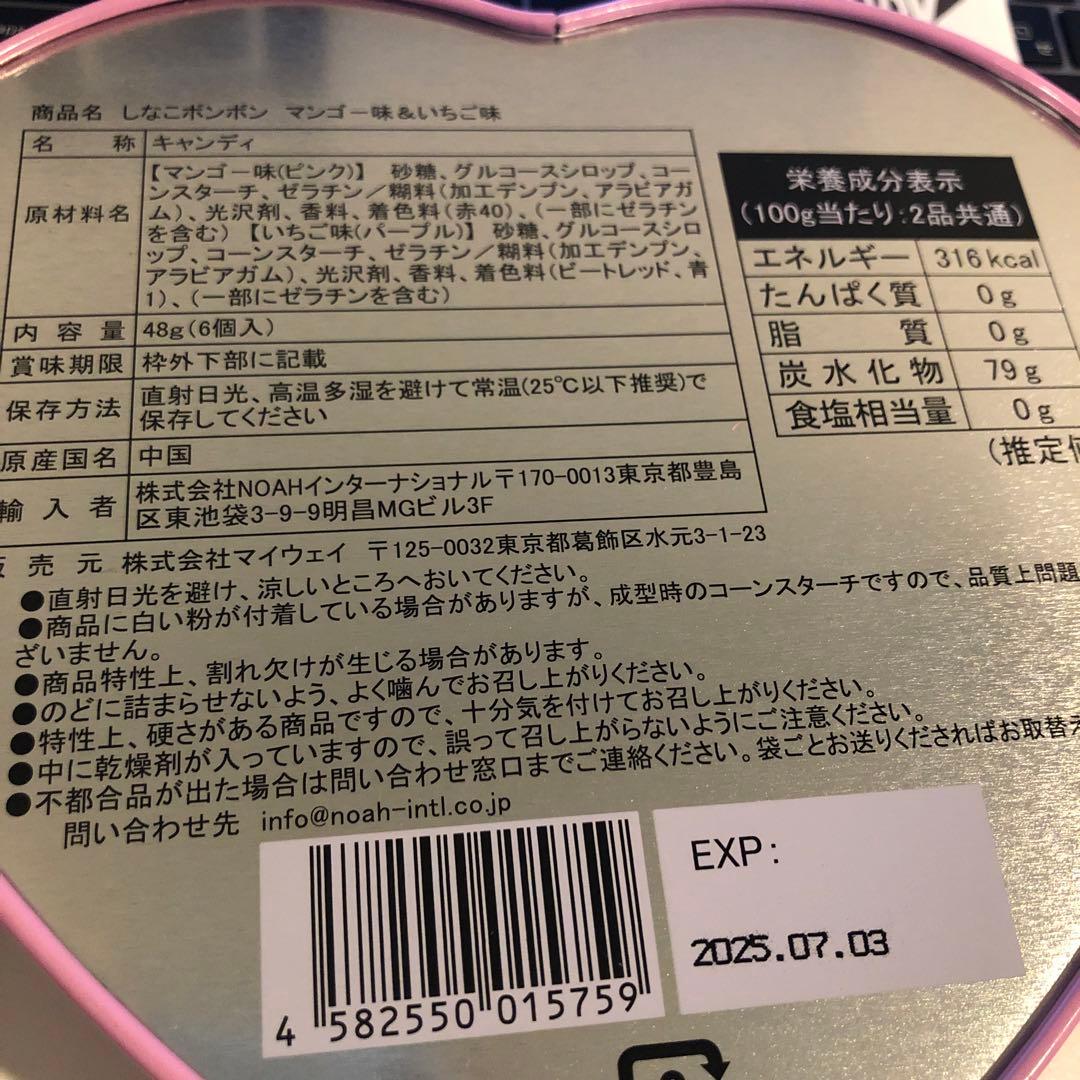 商品名 しなこボンボン マンゴー味&いちご味
名称 キャンディ
原材料名
【マンゴー味(ピンク)】 砂糖、グルコースシロップ、コー
ンスターチ、ゼラチン／糊料(加工デンプン、アラビアガ
ム)、光沢剤、香料、着色料(赤40)、(一部にゼラチン
を含む) 【いちご味(パープル)】 砂糖、グルコースシロ
ップ、コーンスターチ、ゼラチン／糊料(加工デンプン、
アラビアガム)、光沢剤、香料、着色料(ビートレッド、青
1)、(一部にゼラチンを含む)
内容量 48g(6個入)
賞味期限 枠外下部に記載
保存方法
直射日光、高温多湿を避けて常温(25℃以下推奨)で
保存してください
原産国名 中国
輸入者
株式会社NOAHインターナショナル〒170-0013東京都豊島
区東池袋3-9-9明昌MGビル3F
売元 株式会社マイウェイ 〒125-0032東京都葛飾区水元3-1-23
栄養成分表示
(100g当たり:2品共通)
エネルギー 316kcal
たんぱく質 0g
脂質 0g
炭水化物 79g
食塩相当量 0g
(推定
●直射日光を避け、涼しいところへおいてください。
●商品に白い粉が付着している場合がありますが、成型時のコーンスターチですので、品質上問題
ざいません。
●商品特性上、割れ欠けが生じる場合があります。
●のどに詰まらせないよう、よく噛んでお召し上がりください。
●特性上、硬さがある商品ですので、十分気を付けてお召し上がりください。
●中に乾燥剤が入っていますので、誤って召し上がらないようにご注意ください。
●不都合品が出た場合は問い合わせ窓口までご連絡ください。袋ごとお送りくださればお取替え
問い合わせ先 info@noah-intl.co.jp
4 582550 015759
EXP:
2025.07.03